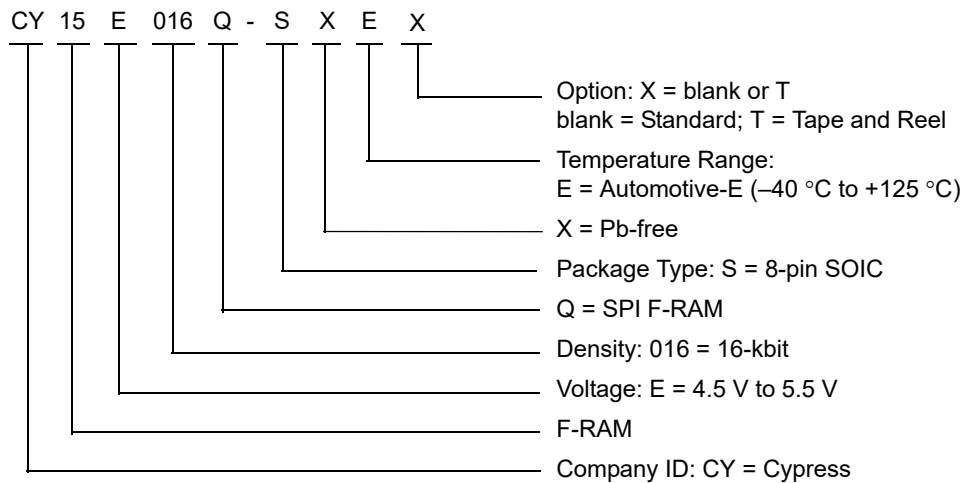 CY 15 E 016 Q - S X E X
Option: X = blank or T
blank = Standard; T = Tape and Reel
Temperature Range:
E = Automotive-E (–40 °C to +125 °C)
X = Pb-free
Package Type: S = 8-pin SOIC
Q = SPI F-RAM
Density: 016 = 16-kbit
Voltage: E = 4.5 V to 5.5 V
F-RAM
Company ID: CY = Cypress